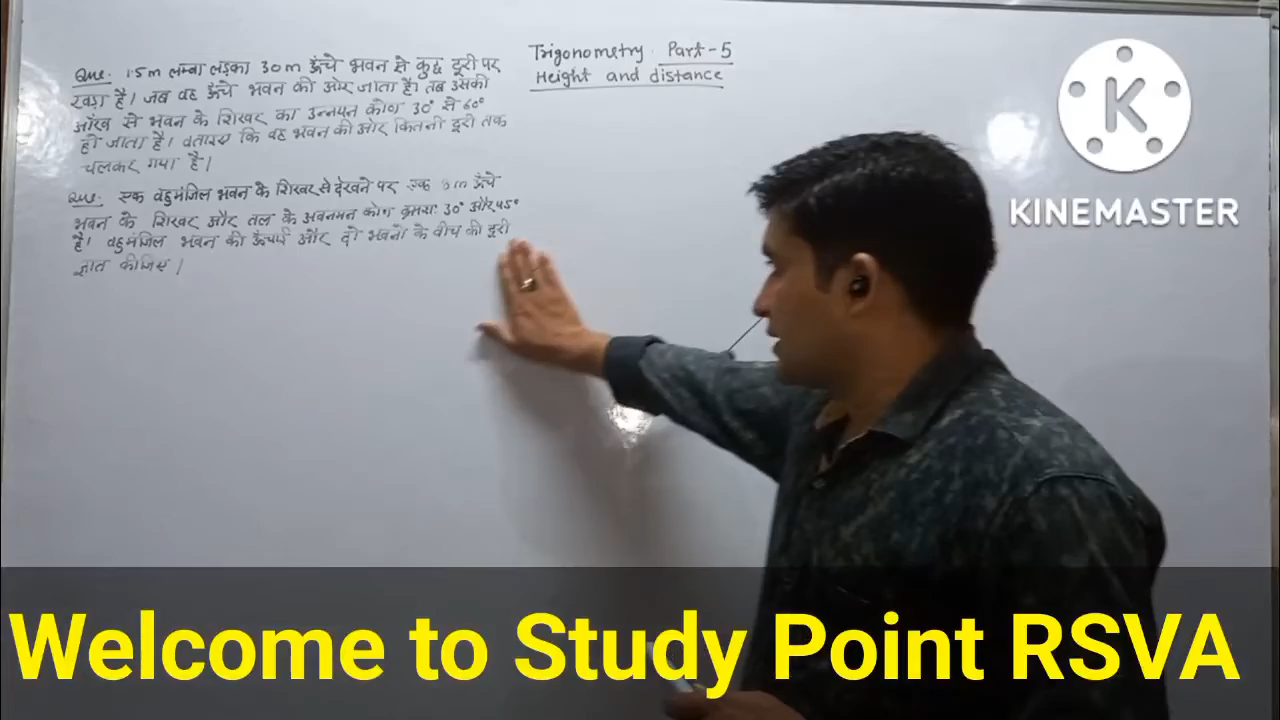 Trigonometry Part-5
Height and distance
Que. 1.5m लम्बा लड़का 30m ऊँचे भवन से कुछ दूरी पर
खड़ा है। जब वह ऊँचे भवन की ओर जाता है। तब उसकी
आँख से भवन के शिखर का उन्नयन कोण 30° से 60°
हो जाता है। बताइए कि वह भवन की ओर कितनी दूरी तक
चलकर गया है।
Que. एक बहुमंजिल भवन के शिखर से देखने पर एक m ऊँचे
भवन के शिखर और तल के अवनमन कोण क्रमशः 30° और 45°
है। बहुमंजिल भवन की ऊँचाई और दो भवनों के बीच की दूरी
ज्ञात कीजिए।
K
KINEMASTER
Welcome to Study Point RSVA